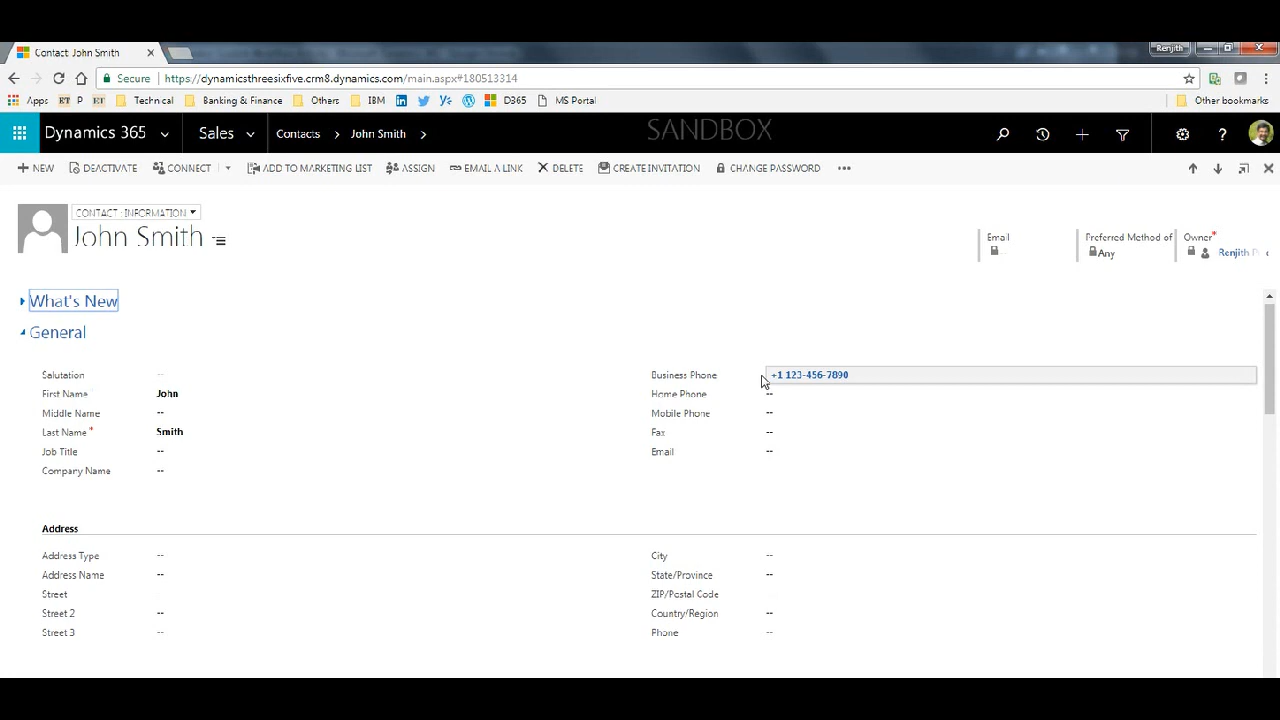 Contact: John Smith
Renjith
Secure https://dynamicsthreesixfive.crm8.dynamics.com/main.aspx#180513314
Apps ET P ET Technical Banking & Finance Others IBM D365 MS Portal Other bookmarks
Dynamics 365 Sales Contacts John Smith SANDBOX
NEW DEACTIVATE CONNECT ADD TO MARKETING LIST ASSIGN EMAIL A LINK DELETE CREATE INVITATION CHANGE PASSWORD
CONTACT : INFORMATION
John Smith
Email Preferred Method of Owner*
-- Any Renjith
What's New
General
Salutation -- Business Phone +1 123-456-7890
First Name John Home Phone --
Middle Name -- Mobile Phone --
Last Name * Smith Fax --
Job Title -- Email --
Company Name --
Address
Address Type -- City --
Address Name -- State/Province --
Street ZIP/Postal Code
Street 2 -- Country/Region --
Street 3 -- Phone --